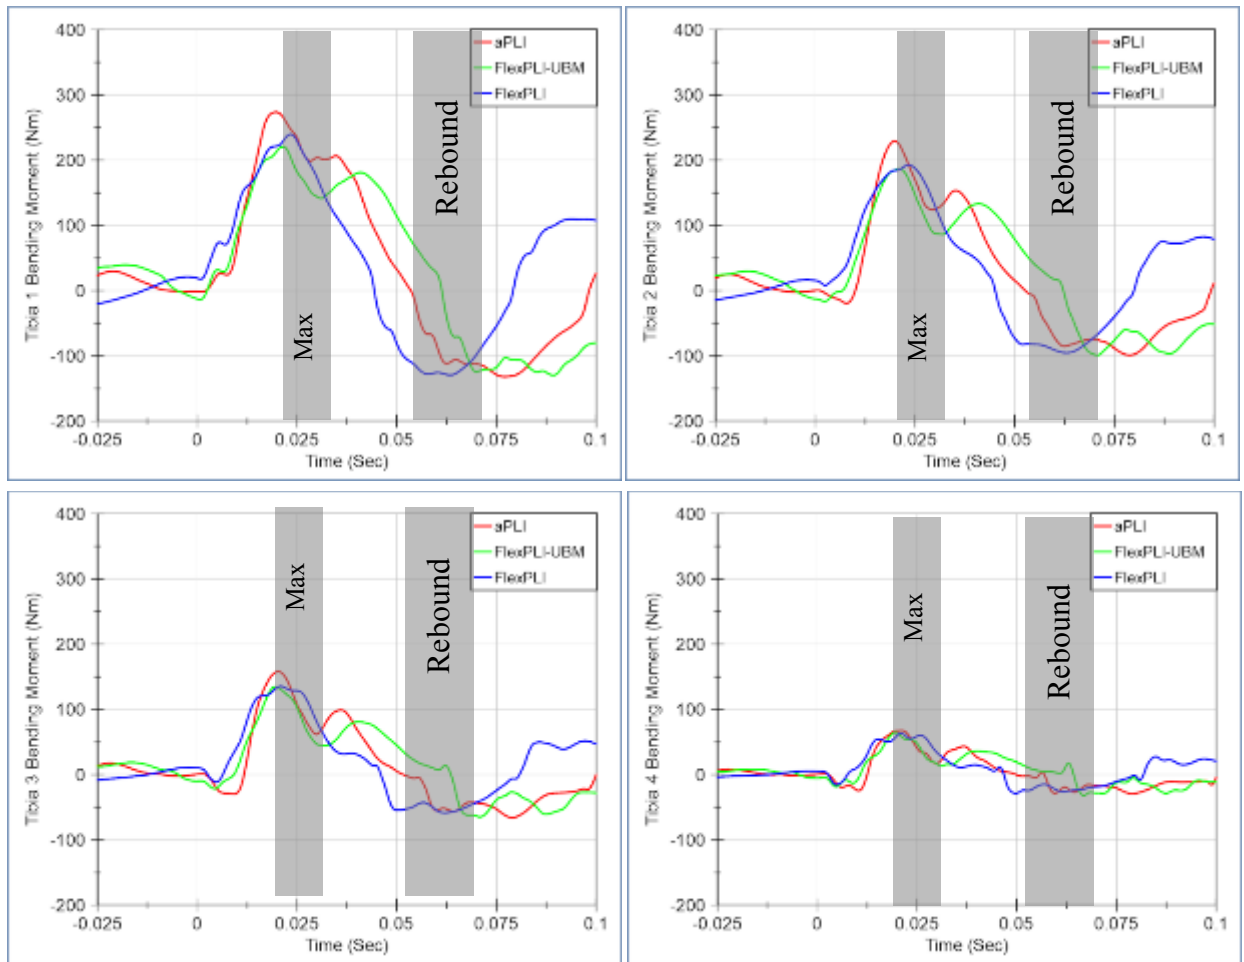 400
300
200
100
0
-100
-200
Tibia 1 Banding Moment (Nm)
aPLI
FlexPLI-UBM
FlexPLI
Max
Rebound
-0.025
0
0.025
0.05
0.075
0.1
Time (Sec)
400
300
200
100
0
-100
-200
Tibia 2 Banding Moment (Nm)
aPLI
FlexPLI-UBM
FlexPLI
Max
Rebound
-0.025
0
0.025
0.05
0.075
0.1
Time (Sec)
400
300
200
100
0
-100
-200
Tibia 3 Banding Moment (Nm)
aPLI
FlexPLI-UBM
FlexPLI
Max
Rebound
-0.025
0
0.025
0.05
0.075
0.1
Time (Sec)
400
300
200
100
0
-100
-200
Tibia 4 Banding Moment (Nm)
aPLI
FlexPLI-UBM
FlexPLI
Max
Rebound
-0.025
0
0.025
0.05
0.075
0.1
Time (Sec)